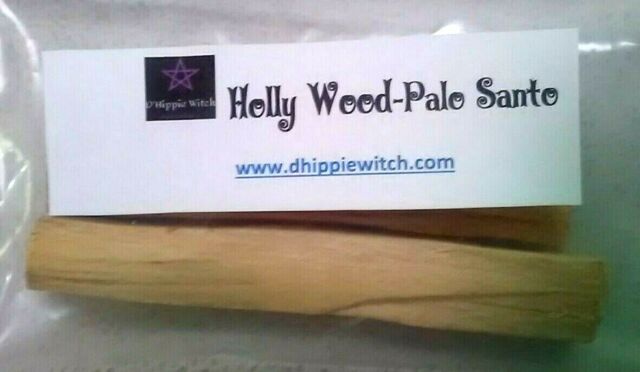 D'Hippie Witch
Holly Wood-Palo Santo
www.dhippiewitch.com